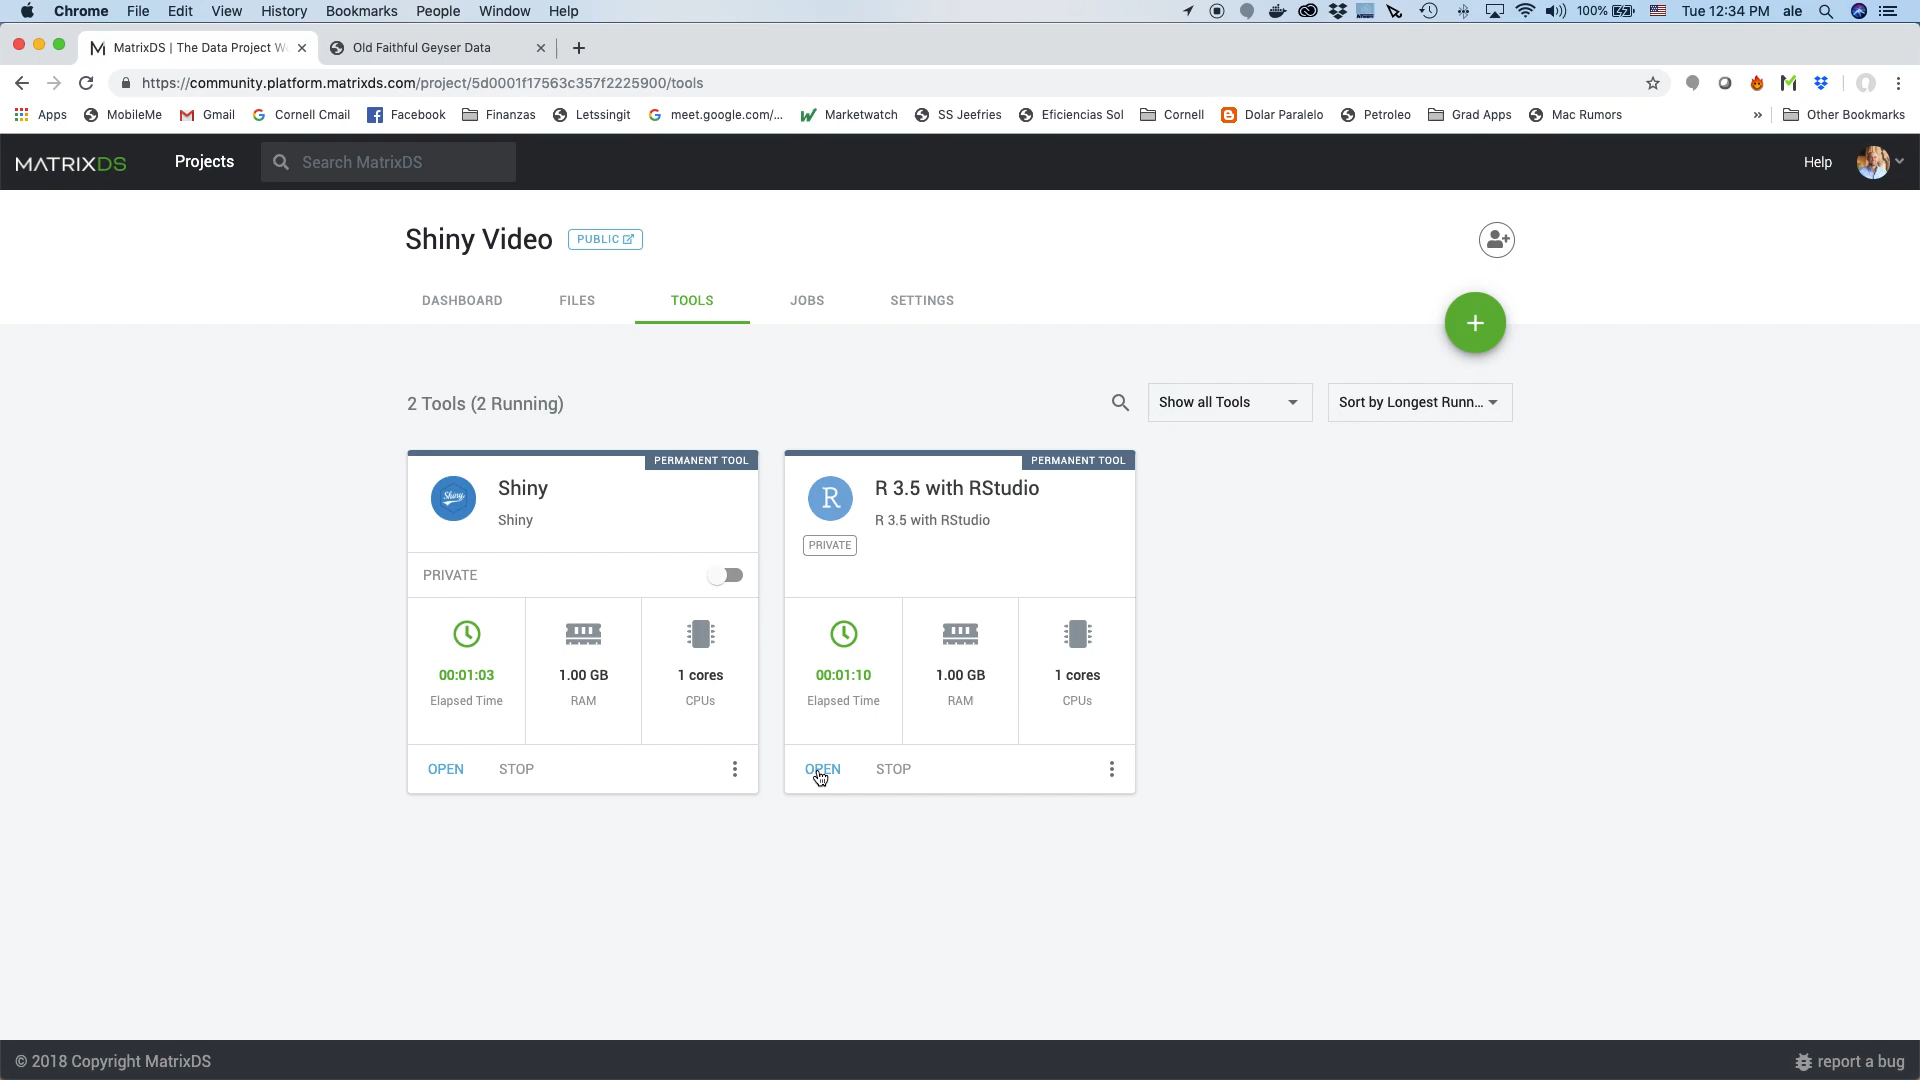 Chrome File Edit View History Bookmarks People Window Help 100% Tue 12:34 PM ale
MatrixDS | The Data Project Wo Old Faithful Geyser Data
https://community.platform.matrixds.com/project/5d0001f17563c357f2225900/tools
Apps MobileMe Gmail Cornell Cmail Facebook Finanzas Letssingit meet.google.com/... Marketwatch SS Jeefries Eficiencias Sol Cornell Dolar Paralelo Petroleo Grad Apps Mac Rumors » Other Bookmarks
MATRIXDS Projects Search MatrixDS Help
Shiny Video PUBLIC
DASHBOARD FILES TOOLS JOBS SETTINGS
+
2 Tools (2 Running) Show all Tools Sort by Longest Runn...
PERMANENT TOOL
Shiny
Shiny
Shiny
PRIVATE
00:01:03 1.00 GB 1 cores
Elapsed Time RAM CPUs
OPEN STOP
PERMANENT TOOL
R R 3.5 with RStudio
R 3.5 with RStudio
PRIVATE
00:01:10 1.00 GB 1 cores
Elapsed Time RAM CPUs
OPEN STOP
© 2018 Copyright MatrixDS report a bug